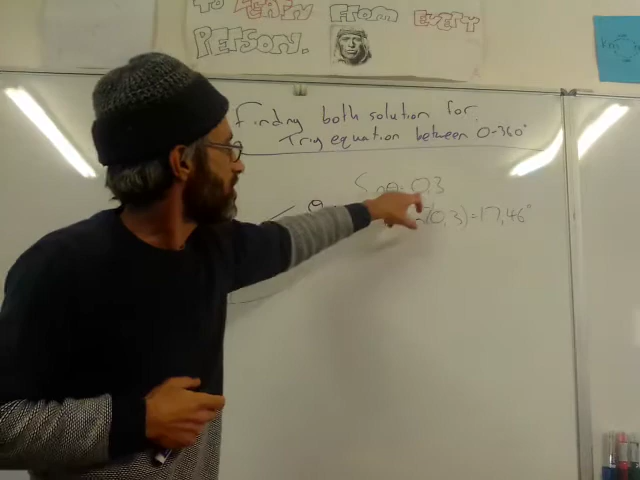 TO LEARN FROM EVERY
PERSON.
Finding both solution for
Trig equation between 0-360°
Sinθ=0,3
θ
(0,3)=17,46°